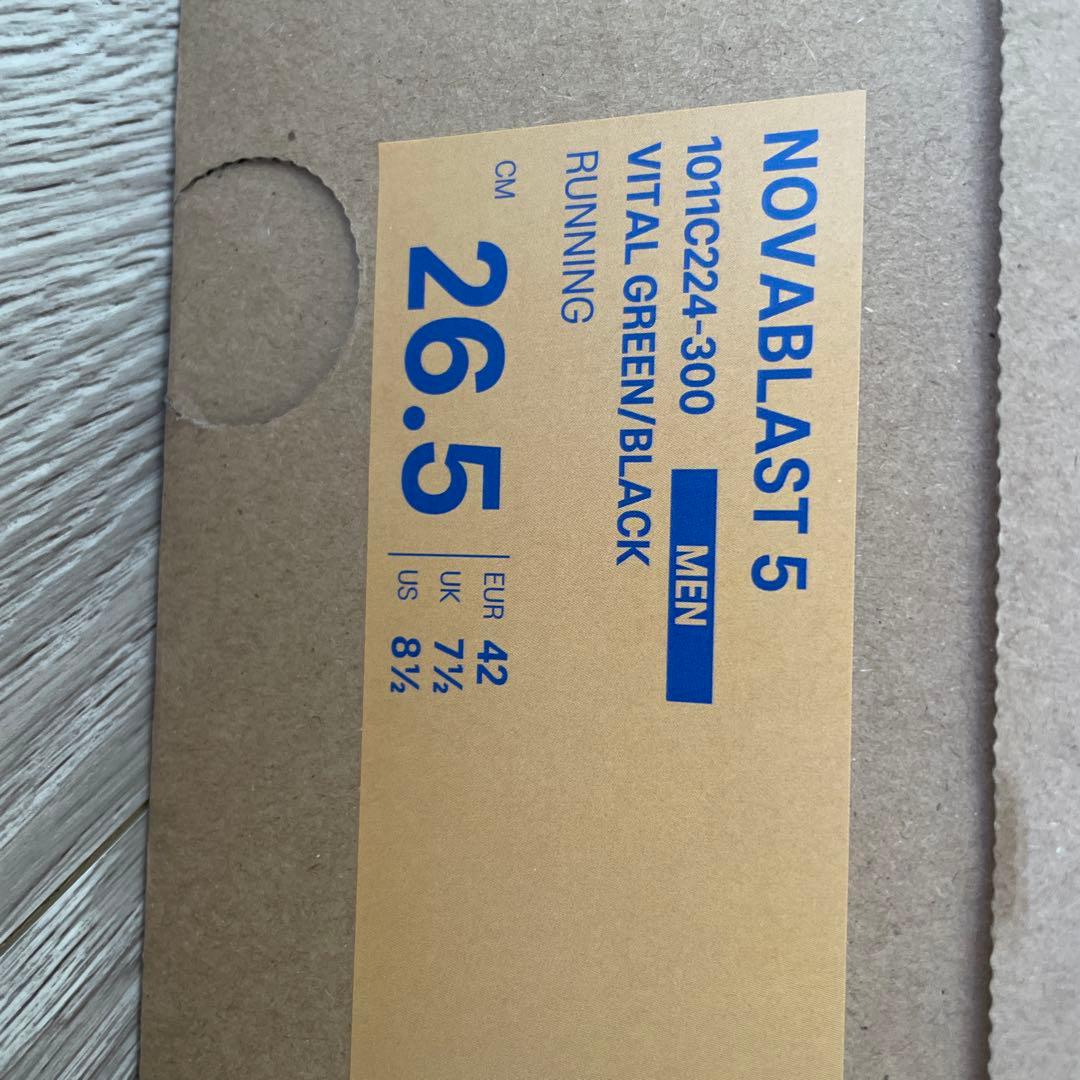 NOVABLAST 5
1011C224-300 MEN
VITAL GREEN/BLACK
RUNNING
CM 26.5
EUR 42
UK 7½
US 8½